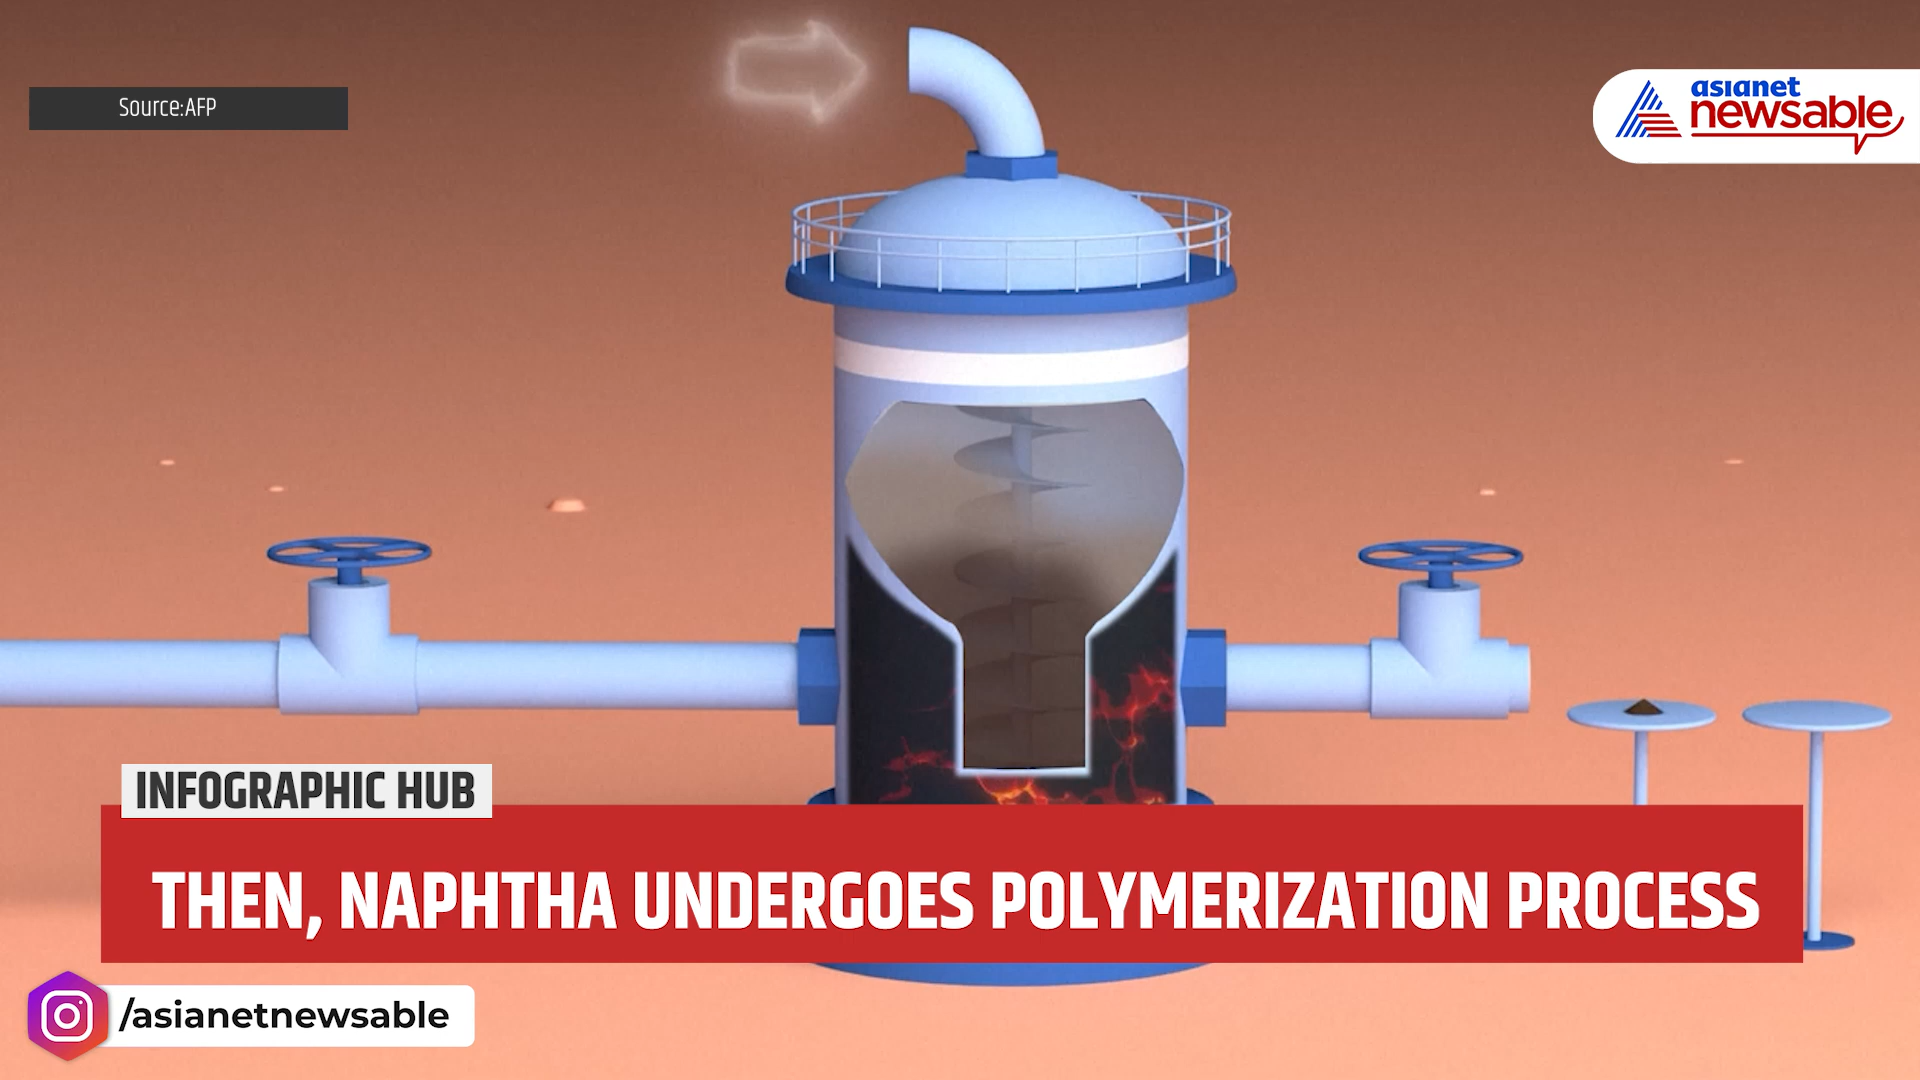 Source:AFP
asianet
newsable
INFOGRAPHIC HUB
THEN, NAPHTHA UNDERGOES POLYMERIZATION PROCESS
/asianetnewsable